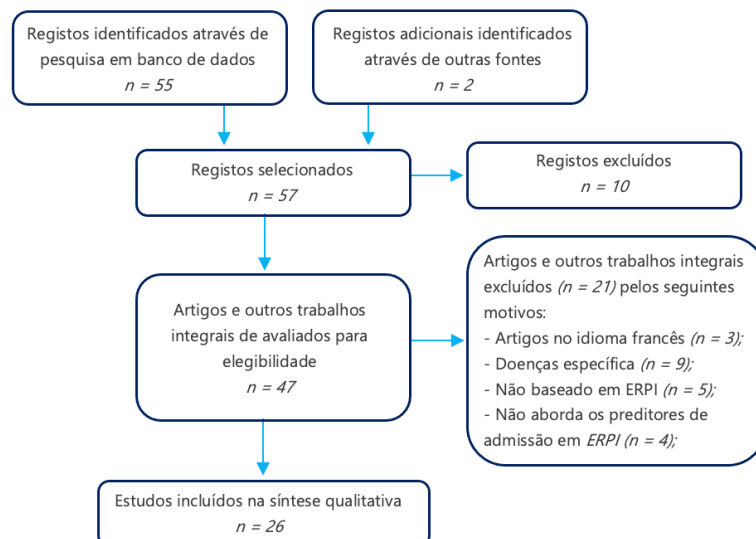 Registos identificados através de
pesquisa em banco de dados
n = 55
Registos adicionais identificados
através de outras fontes
n = 2
Registos selecionados
n = 57
Registos excluídos
n = 10
Artigos e outros trabalhos
integrais de avaliados para
elegibilidade
n = 47
Artigos e outros trabalhos integrais
excluídos (n = 21) pelos seguintes
motivos:
- Artigos no idioma francês (n = 3);
- Doenças específica (n = 9);
- Não baseado em ERPI (n = 5);
- Não aborda os preditores de
admissão em ERPI (n = 4);
Estudos incluídos na síntese qualitativa
n = 26